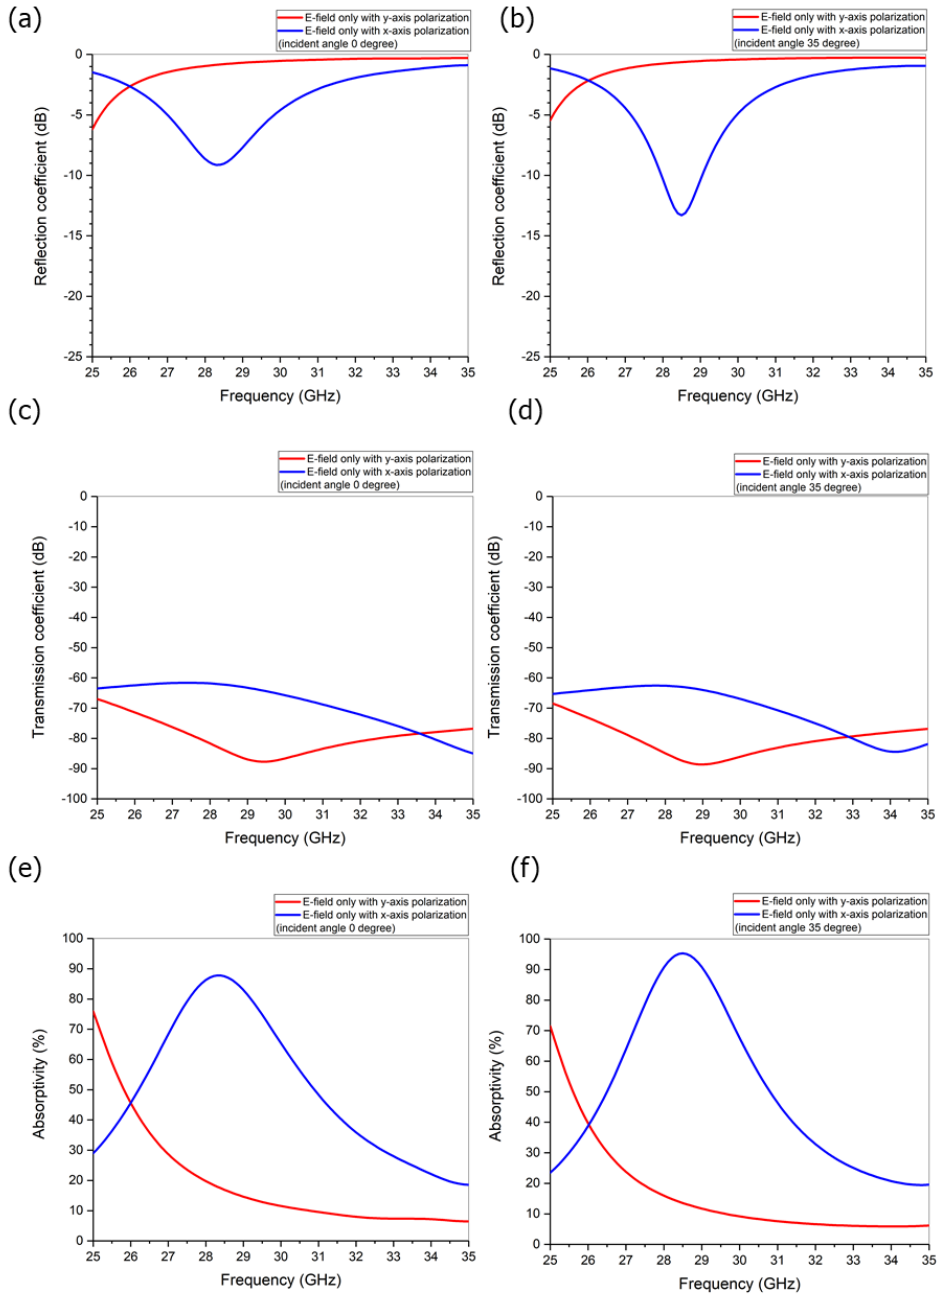 (a)
E-field only with y-axis polarization
E-field only with x-axis polarization
(incident angle 0 degree)
Reflection coefficient (dB)
0
-5
-10
-15
-20
-25
25 26 27 28 29 30 31 32 33 34 35
Frequency (GHz)
(b)
E-field only with y-axis polarization
E-field only with x-axis polarization
(incident angle 35 degree)
Reflection coefficient (dB)
0
-5
-10
-15
-20
-25
25 26 27 28 29 30 31 32 33 34 35
Frequency (GHz)
(c)
E-field only with y-axis polarization
E-field only with x-axis polarization
(incident angle 0 degree)
Transmission coefficient (dB)
0
-10
-20
-30
-40
-50
-60
-70
-80
-90
-100
25 26 27 28 29 30 31 32 33 34 35
Frequency (GHz)
(d)
E-field only with y-axis polarization
E-field only with x-axis polarization
(incident angle 35 degree)
Transmission coefficient (dB)
0
-10
-20
-30
-40
-50
-60
-70
-80
-90
-100
25 26 27 28 29 30 31 32 33 34 35
Frequency (GHz)
(e)
E-field only with y-axis polarization
E-field only with x-axis polarization
(incident angle 0 degree)
Absorptivity (%)
100
90
80
70
60
50
40
30
20
10
0
25 26 27 28 29 30 31 32 33 34 35
Frequency (GHz)
(f)
E-field only with y-axis polarization
E-field only with x-axis polarization
(incident angle 35 degree)
Absorptivity (%)
100
90
80
70
60
50
40
30
20
10
0
25 26 27 28 29 30 31 32 33 34 35
Frequency (GHz)